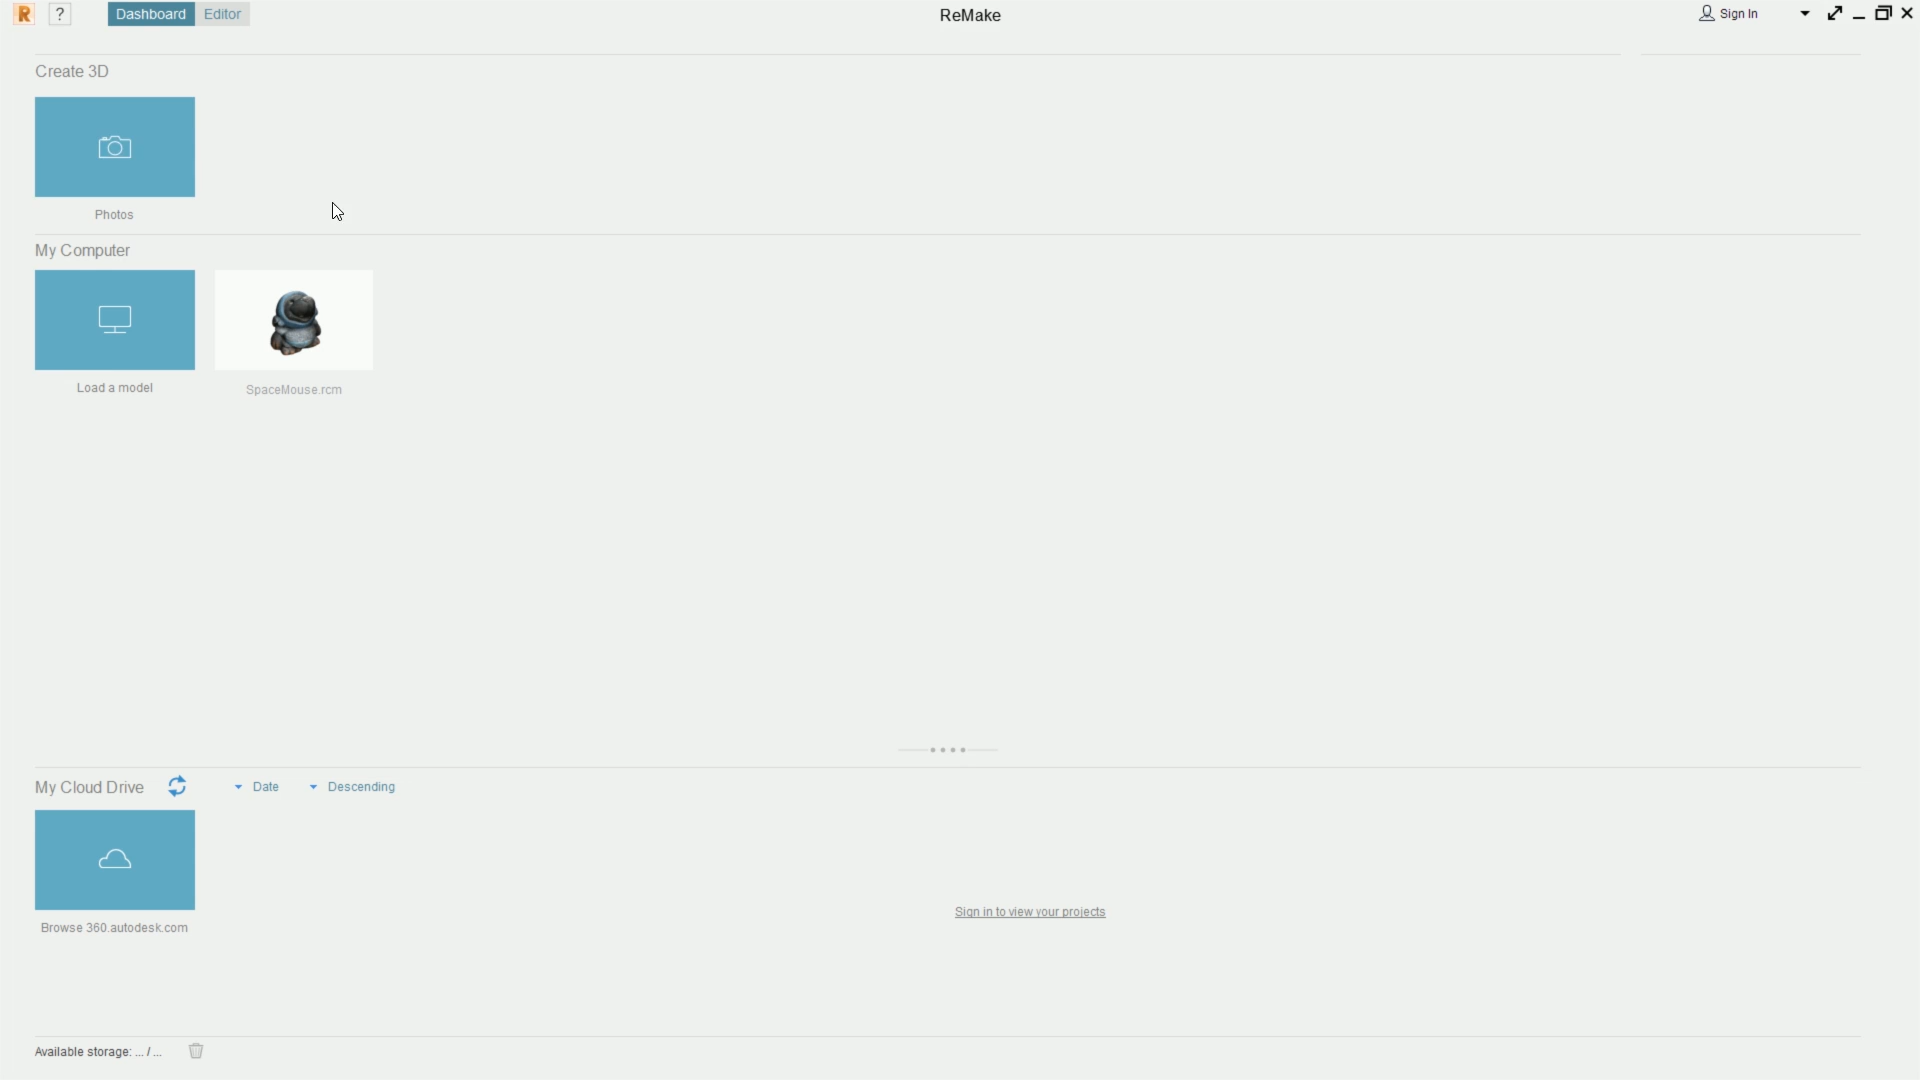 R ? Dashboard Editor ReMake Sign In
Create 3D
Photos
My Computer
Load a model SpaceMouse.rcm
My Cloud Drive Date Descending
Browse 360.autodesk.com
Sign in to view your projects
Available storage: ... / ...